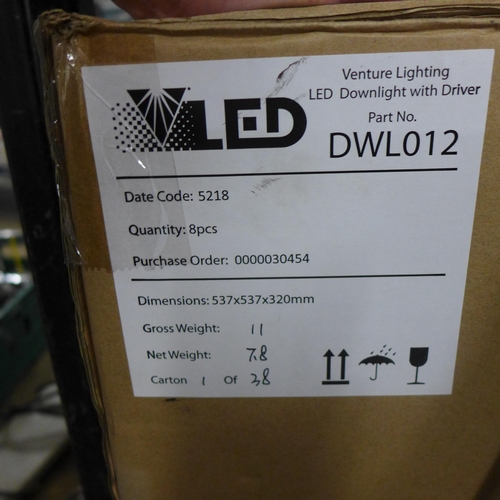 VLED
Venture Lighting
LED Downlight with Driver
Part No.
DWL012
Date Code: 5218
Quantity: 8pcs
Purchase Order: 0000030454
Dimensions: 537x537x320mm
Gross Weight: 11
Net Weight: 7.8
Carton 1 Of 38